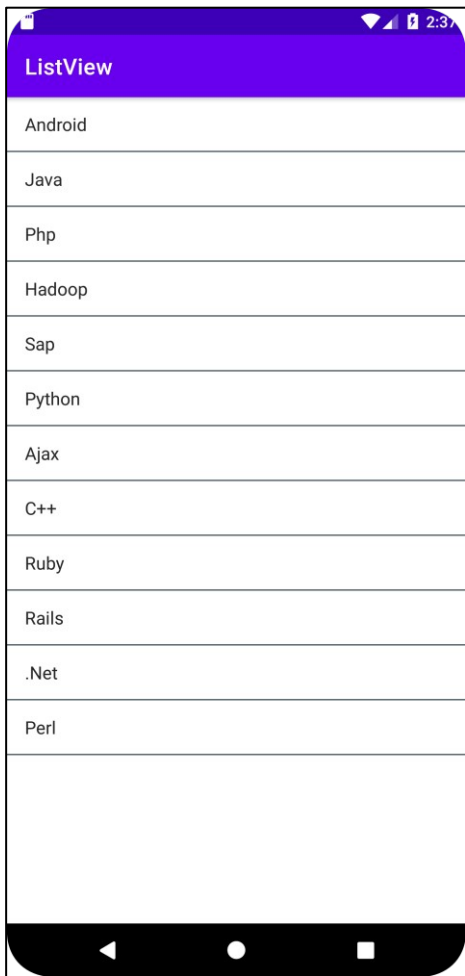 2:37
ListView
Android
Java
Php
Hadoop
Sap
Python
Ajax
C++
Ruby
Rails
.Net
Perl